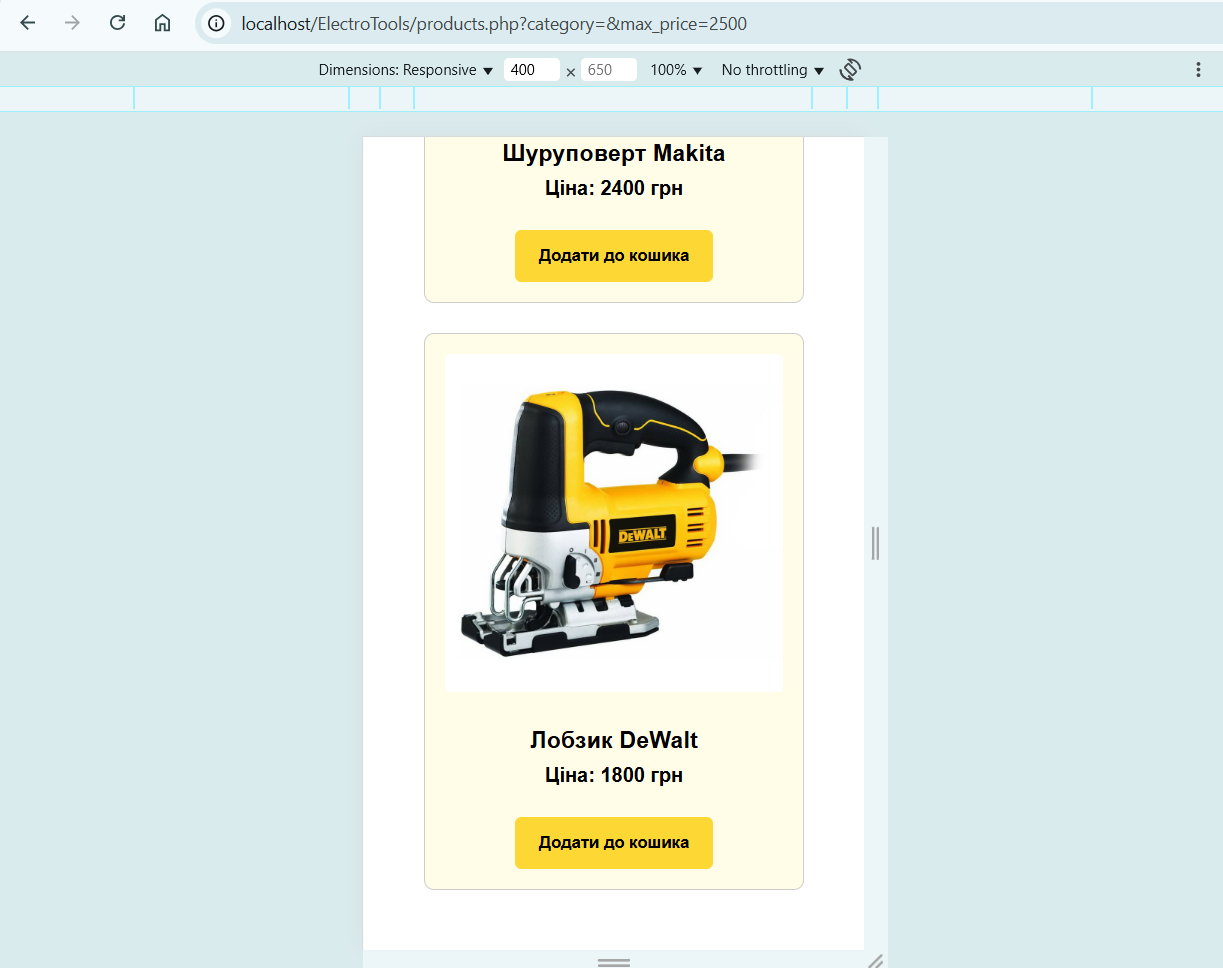 localhost/ElectroTools/products.php?category=&max_price=2500
Dimensions: Responsive 400 × 650 100% No throttling
Шуруповерт Makita
Ціна: 2400 грн
Додати до кошика
DEWALT
Лобзик DeWalt
Ціна: 1800 грн
Додати до кошика